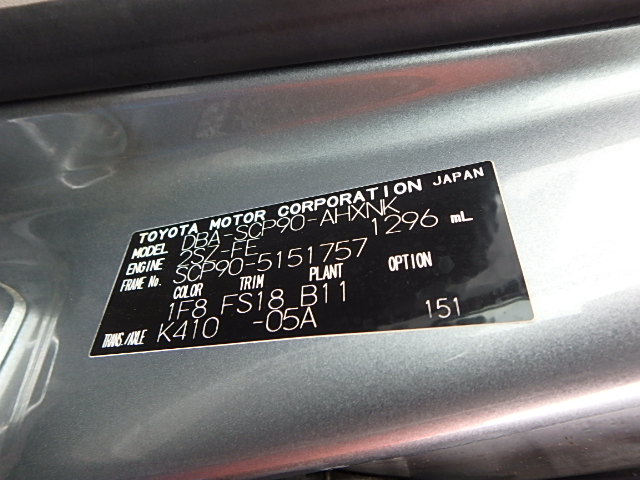 TOYOTA MOTOR CORPORATION JAPAN
MODEL DBA-SCP90-AHXNK
ENGINE 2SZ-FE 1296 mL
FRAME No. SCP90-5151757
COLOR TRIM PLANT OPTION
1F8 FS18 B11
TRANS./AXLE K410 -05A 151